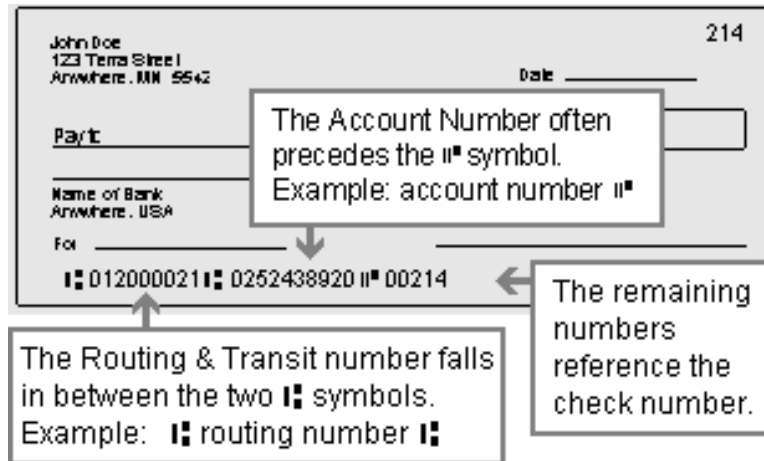 214
John Doe
123 Terra Street
Anywhere, MN 5542
Date
Pay to
The Account Number often
precedes the ⑈ symbol.
Example: account number ⑈
Name of Bank
Anywhere, USA
For
⑆012000021⑆ 0252438920⑈ 00214
The remaining
numbers
reference the
check number.
The Routing & Transit number falls
in between the two ⑆ symbols.
Example: ⑆ routing number ⑆